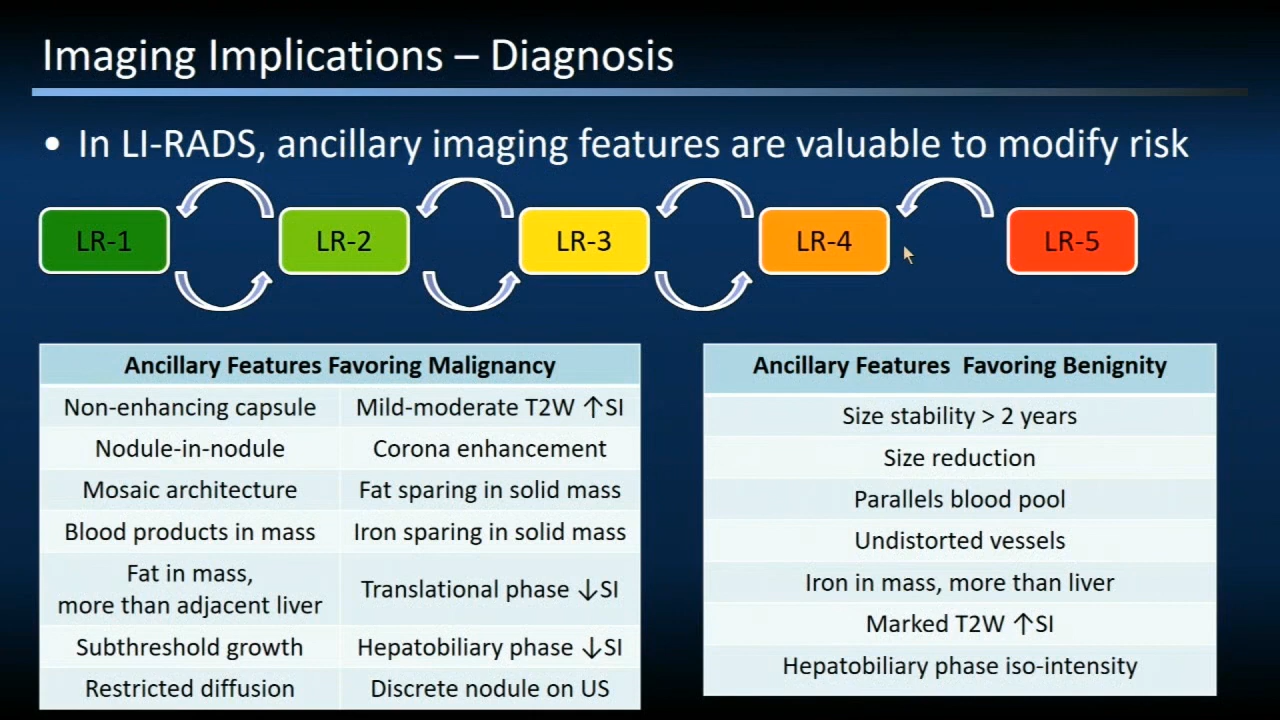 Imaging Implications – Diagnosis
• In LI-RADS, ancillary imaging features are valuable to modify risk
LR-1
LR-2
LR-3
LR-4
LR-5
Ancillary Features Favoring Malignancy
Non-enhancing capsule
Mild-moderate T2W ↑SI
Nodule-in-nodule
Corona enhancement
Mosaic architecture
Fat sparing in solid mass
Blood products in mass
Iron sparing in solid mass
Fat in mass,
more than adjacent liver
Translational phase ↓SI
Subthreshold growth
Hepatobiliary phase ↓SI
Restricted diffusion
Discrete nodule on US
Ancillary Features  Favoring Benignity
Size stability > 2 years
Size reduction
Parallels blood pool
Undistorted vessels
Iron in mass, more than liver
Marked T2W ↑SI
Hepatobiliary phase iso-intensity